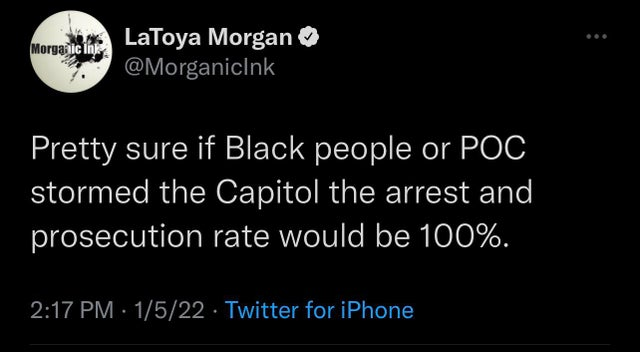 Morganic Ink
LaToya Morgan
@MorganicInk
Pretty sure if Black people or POC
stormed the Capitol the arrest and
prosecution rate would be 100%.
2:17 PM · 1/5/22 · Twitter for iPhone